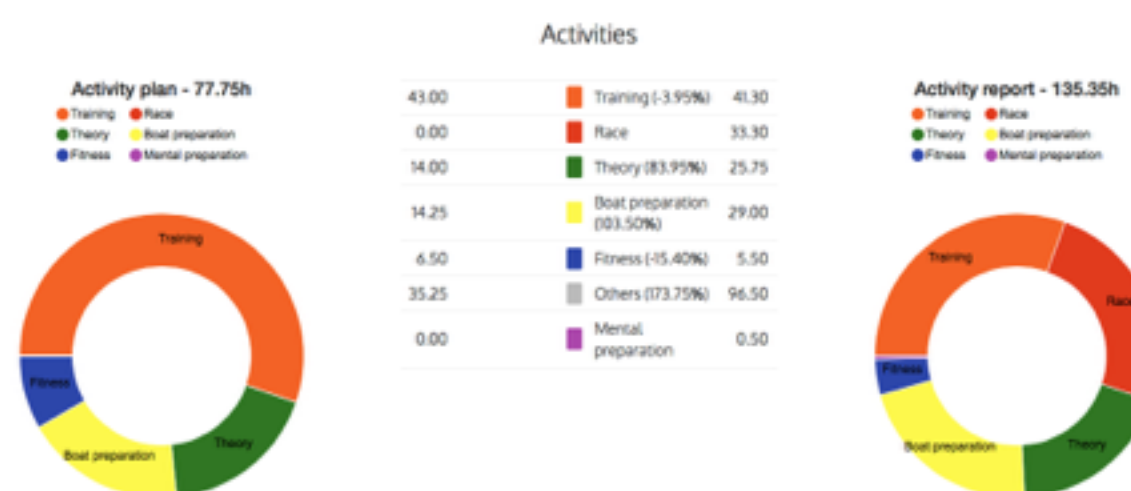 Activities
Activity plan - 77.75h
Training Race
Theory Boat preparation
Fitness Mental preparation
Training
Fitness
Theory
Boat preparation
43.00 Training (-3.95%) 41.30
0.00 Race 33.30
14.00 Theory (83.95%) 25.75
14.25 Boat preparation
(103.50%) 29.00
6.50 Fitness (-15.40%) 5.50
35.25 Others (173.75%) 96.50
0.00 Mental
preparation 0.50
Activity report - 135.35h
Training Race
Theory Boat preparation
Fitness Mental preparation
Training
Race
Fitness
Theory
Boat preparation